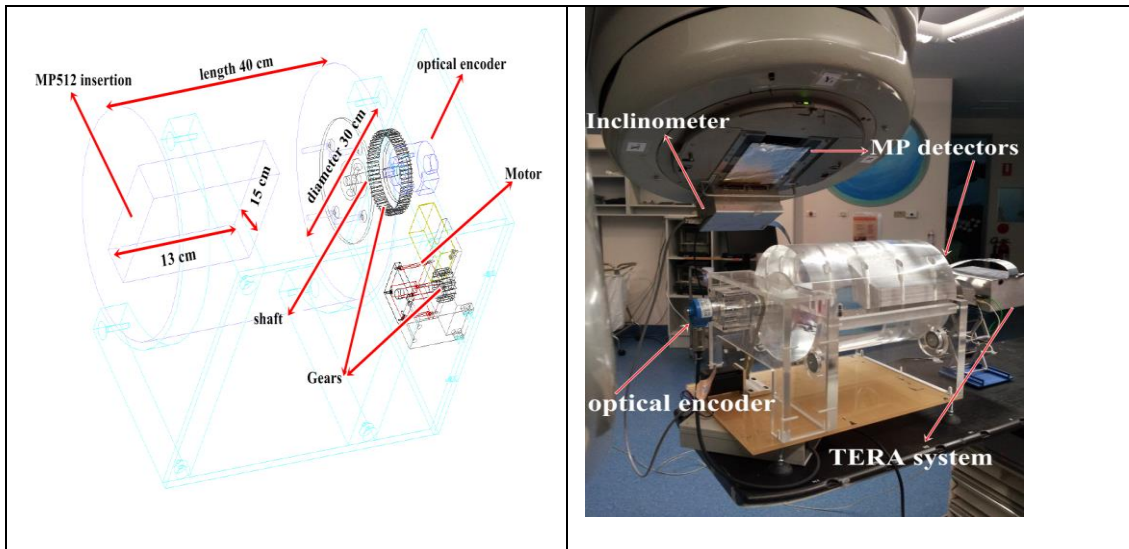 length 40 cm
MP512 insertion
optical encoder
diameter 30 cm
Motor
15 cm
13 cm
shaft
Gears
Inclinometer
MP detectors
optical encoder
TERA system